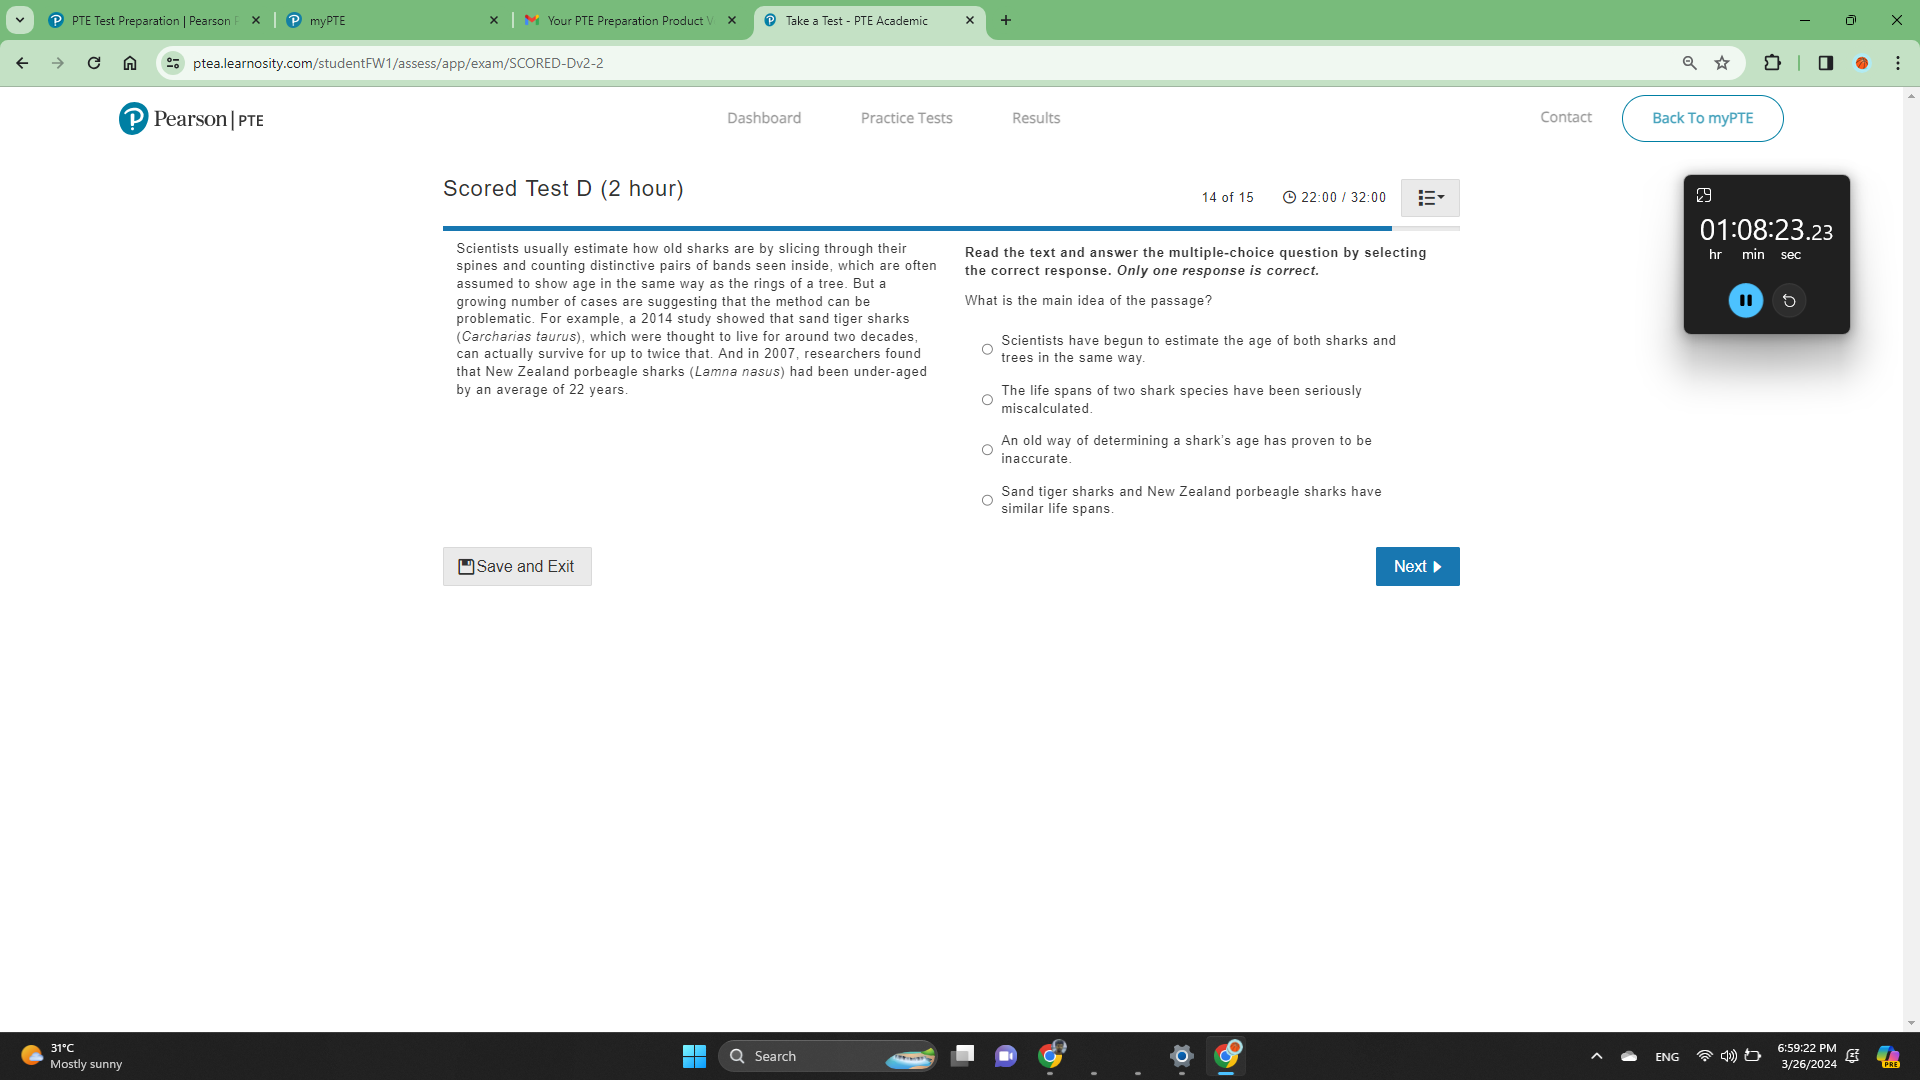 PTE Test Preparation | Pearson P
myPTE
Your PTE Preparation Product V
Take a Test - PTE Academic
ptea.learnosity.com/studentFW1/assess/app/exam/SCORED-Dv2-2
Pearson | PTE
Dashboard
Practice Tests
Results
Contact
Back To myPTE
Scored Test D (2 hour)
14 of 15
22:00 / 32:00
01:08:23.23
hr min sec
Scientists usually estimate how old sharks are by slicing through their
spines and counting distinctive pairs of bands seen inside, which are often
assumed to show age in the same way as the rings of a tree. But a
growing number of cases are suggesting that the method can be
problematic. For example, a 2014 study showed that sand tiger sharks
(Carcharias taurus), which were thought to live for around two decades,
can actually survive for up to twice that. And in 2007, researchers found
that New Zealand porbeagle sharks (Lamna nasus) had been under-aged
by an average of 22 years.
Read the text and answer the multiple-choice question by selecting
the correct response. Only one response is correct.
What is the main idea of the passage?
Scientists have begun to estimate the age of both sharks and
trees in the same way.
The life spans of two shark species have been seriously
miscalculated.
An old way of determining a shark's age has proven to be
inaccurate.
Sand tiger sharks and New Zealand porbeagle sharks have
similar life spans.
Save and Exit
Next
31°C
Mostly sunny
Search
ENG
6:59:22 PM
3/26/2024
PRE